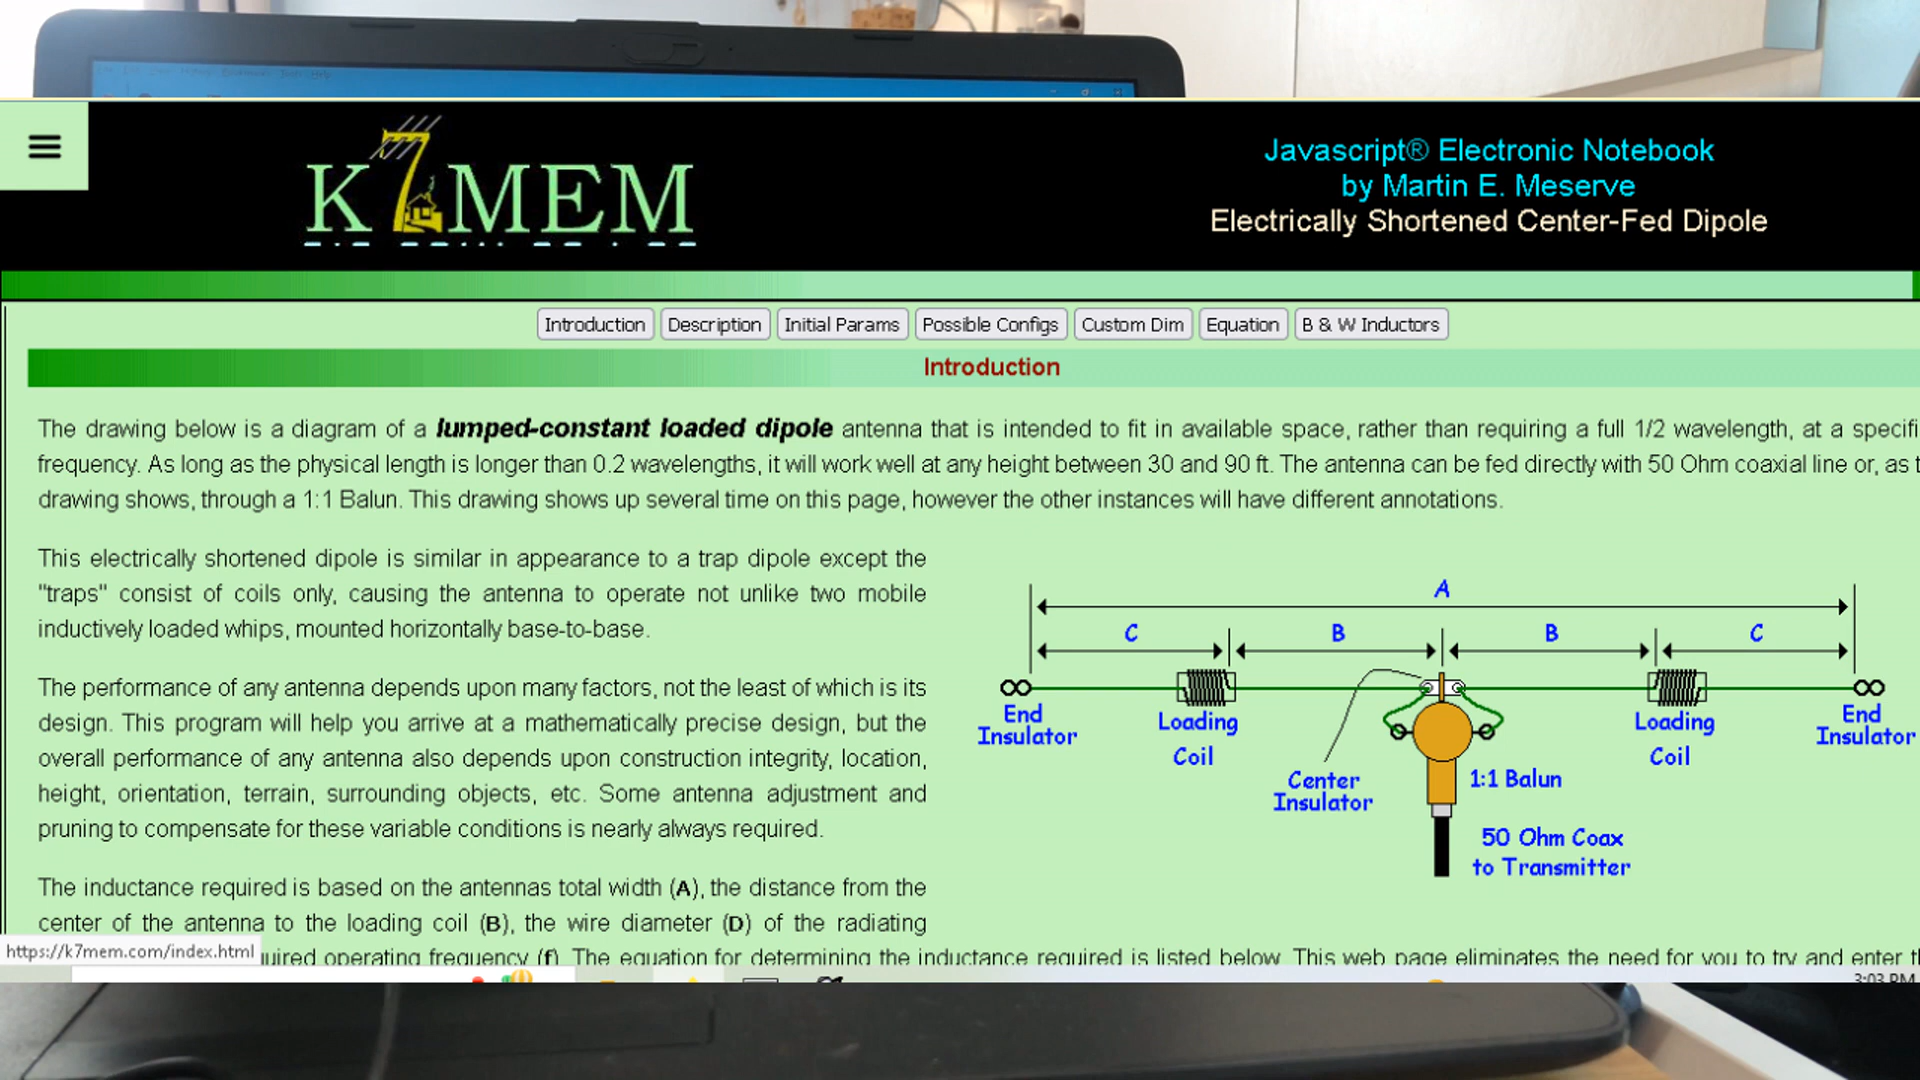 K7MEM
Javascript® Electronic Notebook
by Martin E. Meserve
Electrically Shortened Center-Fed Dipole
Introduction Description Initial Params Possible Configs Custom Dim Equation B & W Inductors
Introduction
The drawing below is a diagram of a lumped-constant loaded dipole antenna that is intended to fit in available space, rather than requiring a full 1/2 wavelength, at a specifi
frequency. As long as the physical length is longer than 0.2 wavelengths, it will work well at any height between 30 and 90 ft. The antenna can be fed directly with 50 Ohm coaxial line or, as t
drawing shows, through a 1:1 Balun. This drawing shows up several time on this page, however the other instances will have different annotations.
This electrically shortened dipole is similar in appearance to a trap dipole except the
"traps" consist of coils only, causing the antenna to operate not unlike two mobile
inductively loaded whips, mounted horizontally base-to-base.
The performance of any antenna depends upon many factors, not the least of which is its
design. This program will help you arrive at a mathematically precise design, but the
overall performance of any antenna also depends upon construction integrity, location,
height, orientation, terrain, surrounding objects, etc. Some antenna adjustment and
pruning to compensate for these variable conditions is nearly always required.
The inductance required is based on the antennas total width (A), the distance from the
center of the antenna to the loading coil (B), the wire diameter (D) of the radiating
uired operating frequency (f). The equation for determining the inductance required is listed below. This web page eliminates the need for you to try and enter t
A
C B B C
End
Insulator
Loading
Coil
Center
Insulator
1:1 Balun
50 Ohm Coax
to Transmitter
Loading
Coil
End
Insulator
https://k7mem.com/index.html
3:03 PM